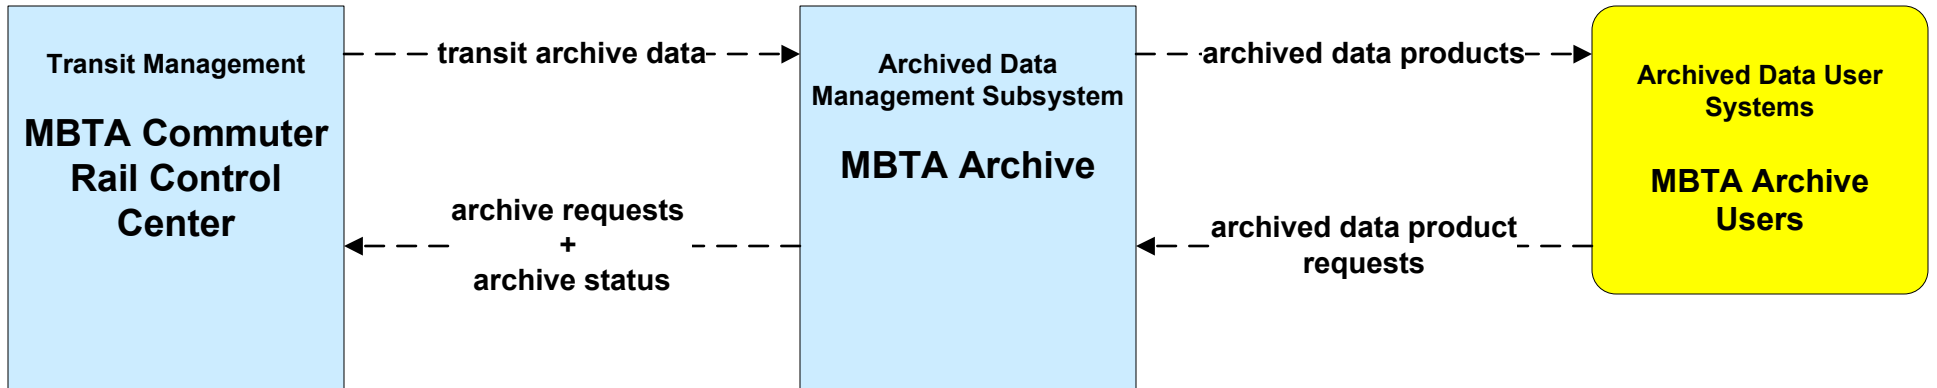 Transit Management
MBTA Commuter
Rail Control
Center
transit archive data
archive requests
+
archive status
Archived Data
Management Subsystem
MBTA Archive
archived data products
archived data product
requests
Archived Data User
Systems
MBTA Archive
Users